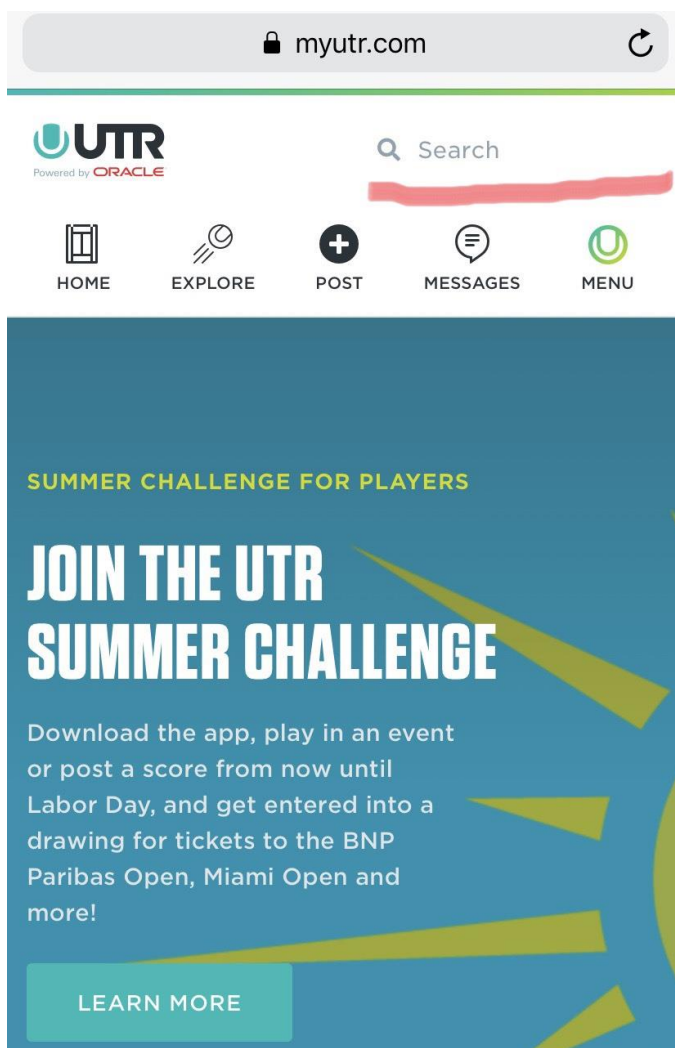 myutr.com
UTR
Powered by ORACLE
Search
HOME EXPLORE POST MESSAGES MENU
SUMMER CHALLENGE FOR PLAYERS
JOIN THE UTR
SUMMER CHALLENGE
Download the app, play in an event
or post a score from now until
Labor Day, and get entered into a
drawing for tickets to the BNP
Paribas Open, Miami Open and
more!
LEARN MORE